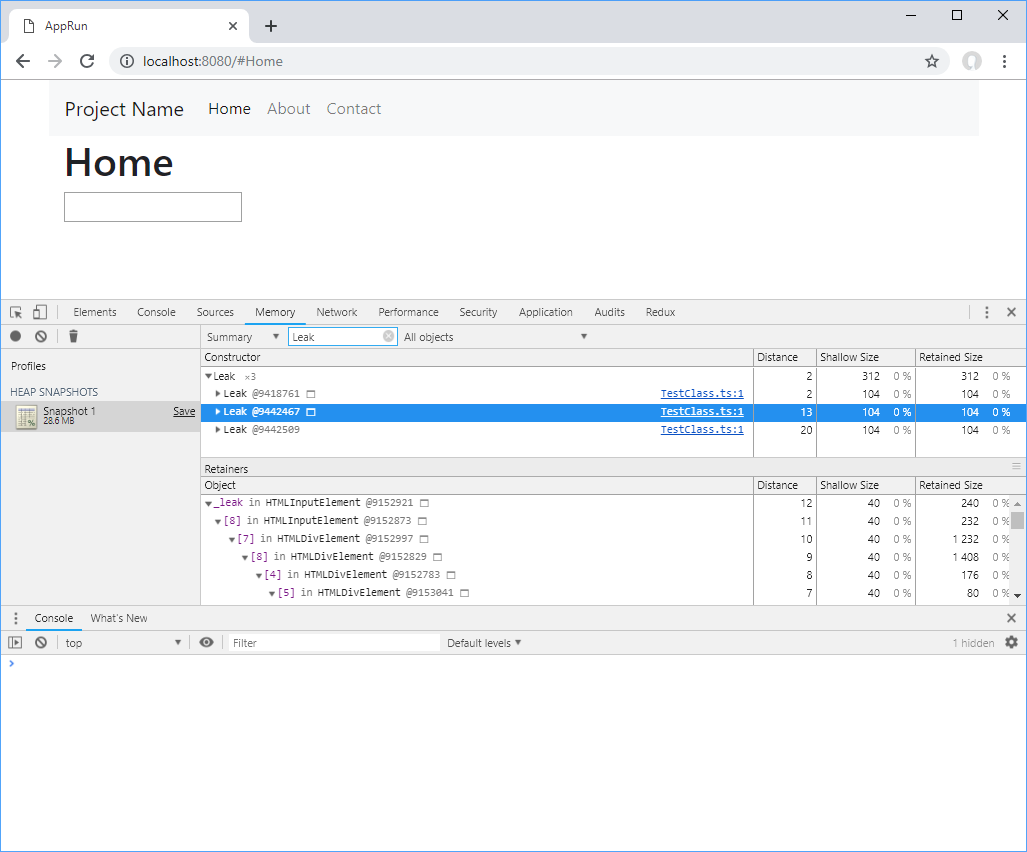 AppRun
localhost:8080/#Home
Project Name Home About Contact
Home
Elements Console Sources Memory Network Performance Security Application Audits Redux
Summary Leak All objects
Profiles
HEAP SNAPSHOTS
Snapshot 1 Save
28.6 MB
Constructor Distance Shallow Size Retained Size
Leak ×3 2 312 0 % 312 0 %
Leak @9418761 TestClass.ts:1 2 104 0 % 104 0 %
Leak @9442467 TestClass.ts:1 13 104 0 % 104 0 %
Leak @9442509 TestClass.ts:1 20 104 0 % 104 0 %
Retainers
Object Distance Shallow Size Retained Size
_leak in HTMLInputElement @9152921 12 40 0 % 240 0 %
[8] in HTMLInputElement @9152873 11 40 0 % 232 0 %
[7] in HTMLDivElement @9152997 10 40 0 % 1 232 0 %
[8] in HTMLDivElement @9152829 9 40 0 % 1 408 0 %
[4] in HTMLDivElement @9152783 8 40 0 % 176 0 %
[5] in HTMLDivElement @9153041 7 40 0 % 80 0 %
Console What's New
top Filter Default levels 1 hidden